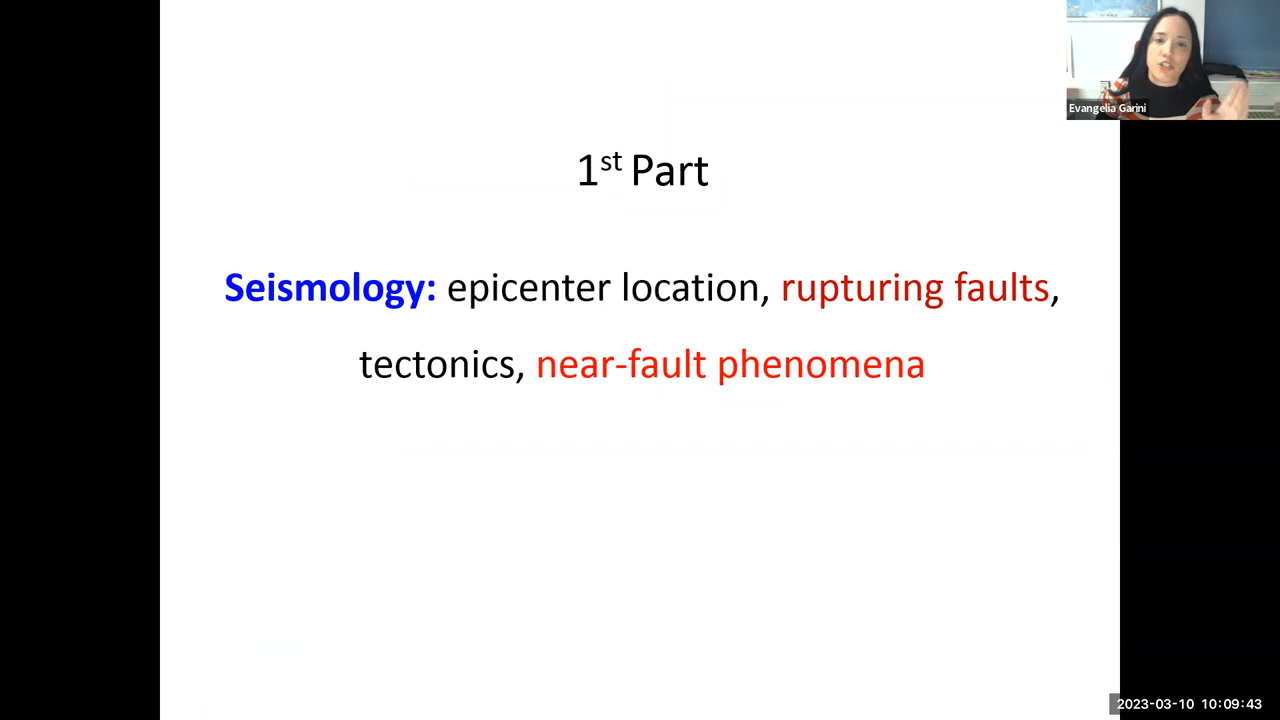 Evangelia Garini
1st Part
Seismology: epicenter location, rupturing faults,
tectonics, near-fault phenomena
2023-03-10 10:09:43